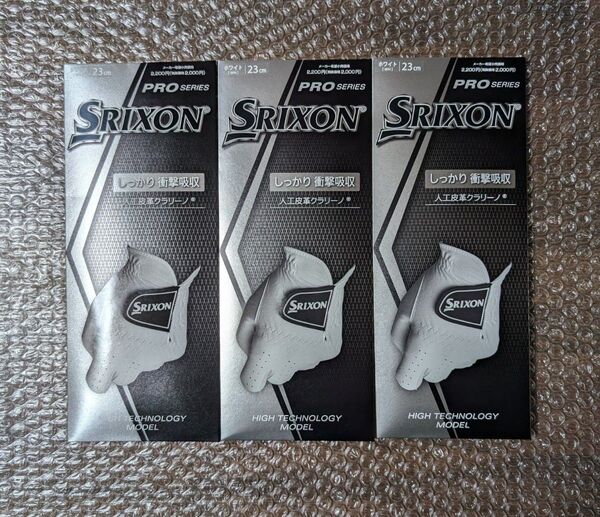 23cm
メーカー希望小売価格
2,200円(税抜価格2,000円)
PRO SERIES
SRIXON®
しっかり 衝撃吸収
人工皮革クラリーノ®
SRIXON
HIGH TECHNOLOGY
MODEL
ホワイト 23cm
メーカー希望小売価格
2,200円(税抜価格2,000円)
PRO SERIES
SRIXON®
しっかり 衝撃吸収
人工皮革クラリーノ®
SRIXON
HIGH TECHNOLOGY
MODEL
ホワイト 23cm
メーカー希望小売価格
2,200円(税抜価格2,000円)
PRO SERIES
SRIXON®
しっかり 衝撃吸収
人工皮革クラリーノ®
SRIXON
HIGH TECHNOLOGY
MODEL